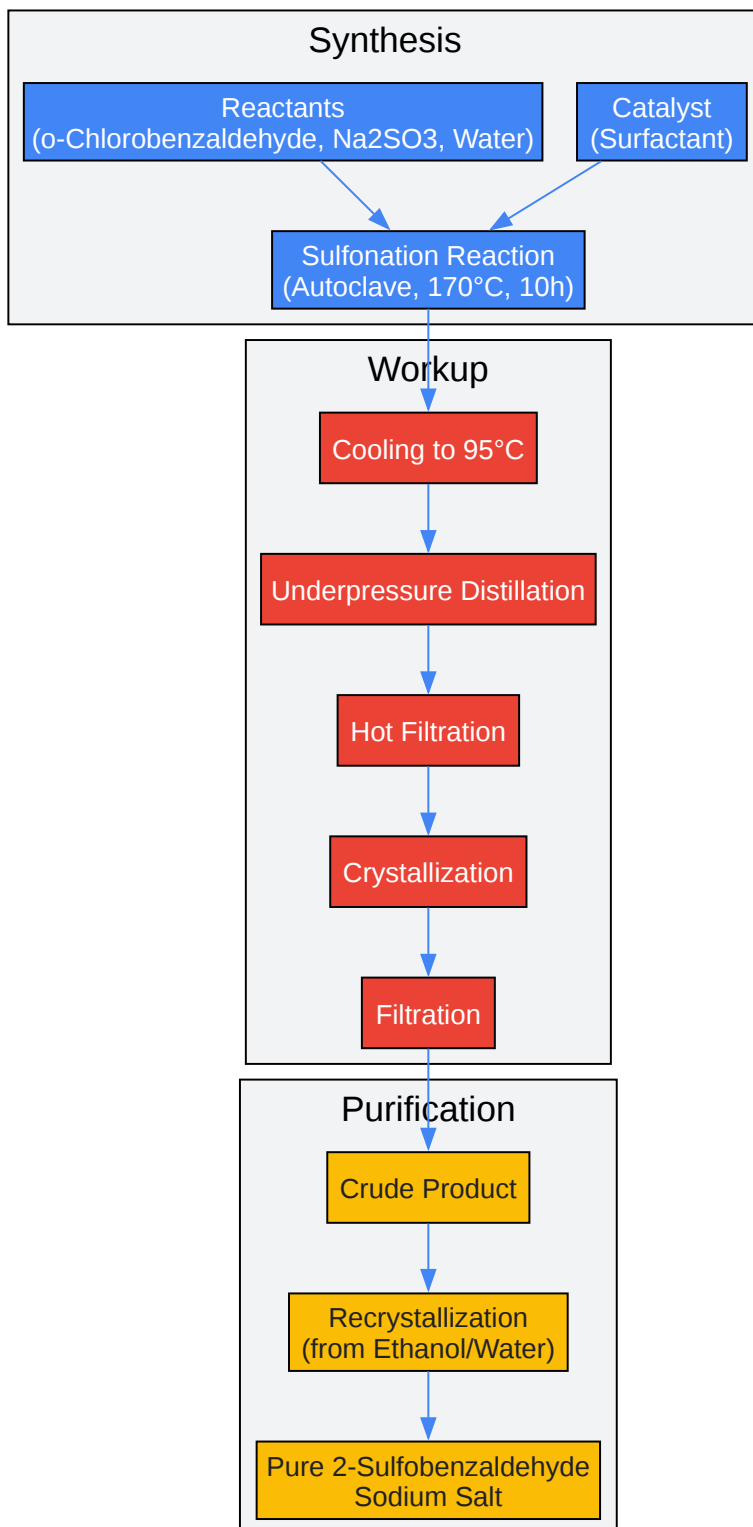 Synthesis
Reactants
(o-Chlorobenzaldehyde, Na2SO3, Water)
Catalyst
(Surfactant)
Sulfonation Reaction
(Autoclave, 170°C, 10h)
Workup
Cooling to 95°C
Underpressure Distillation
Hot Filtration
Crystallization
Filtration
Purification
Crude Product
Recrystallization
(from Ethanol/Water)
Pure 2-Sulfobenzaldehyde
Sodium Salt